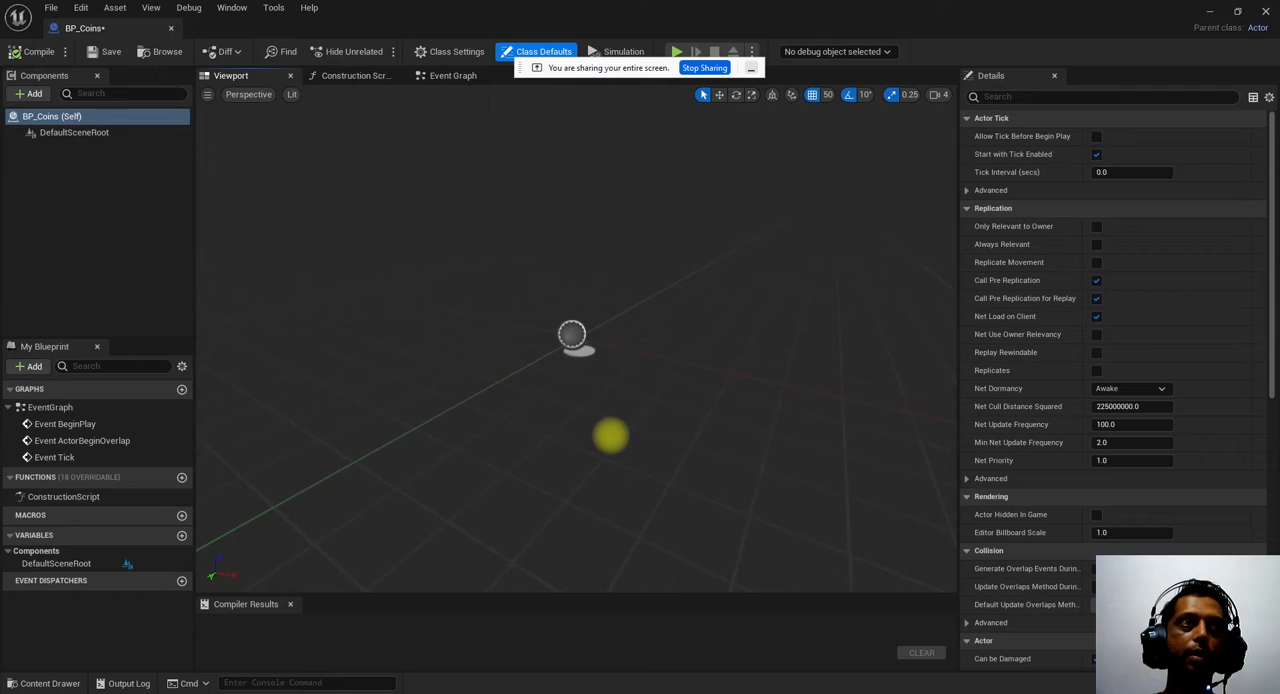 File Edit Asset View Debug Window Tools Help
BP_Coins•
Parent class: Actor
Compile Save Browse Diff Find Hide Unrelated Class Settings Class Defaults Simulation No debug object selected
You are sharing your entire screen. Stop Sharing
Components
Add Search
BP_Coins (Self)
DefaultSceneRoot
Viewport Construction Scr... Event Graph
Perspective Lit
50 10° 0.25 4
My Blueprint
Add Search
GRAPHS
EventGraph
Event BeginPlay
Event ActorBeginOverlap
Event Tick
FUNCTIONS (18 OVERRIDABLE)
ConstructionScript
MACROS
VARIABLES
Components
DefaultSceneRoot
EVENT DISPATCHERS
Compiler Results
CLEAR
Details
Search
Actor Tick
Allow Tick Before Begin Play
Start with Tick Enabled
Tick Interval (secs) 0.0
Advanced
Replication
Only Relevant to Owner
Always Relevant
Replicate Movement
Call Pre Replication
Call Pre Replication for Replay
Net Load on Client
Net Use Owner Relevancy
Replay Rewindable
Replicates
Net Dormancy Awake
Net Cull Distance Squared 225000000.0
Net Update Frequency 100.0
Min Net Update Frequency 2.0
Net Priority 1.0
Advanced
Rendering
Actor Hidden In Game
Editor Billboard Scale 1.0
Collision
Generate Overlap Events Durin...
Update Overlaps Method Durin...
Default Update Overlaps Meth...
Advanced
Actor
Can be Damaged
Content Drawer Output Log Cmd Enter Console Command